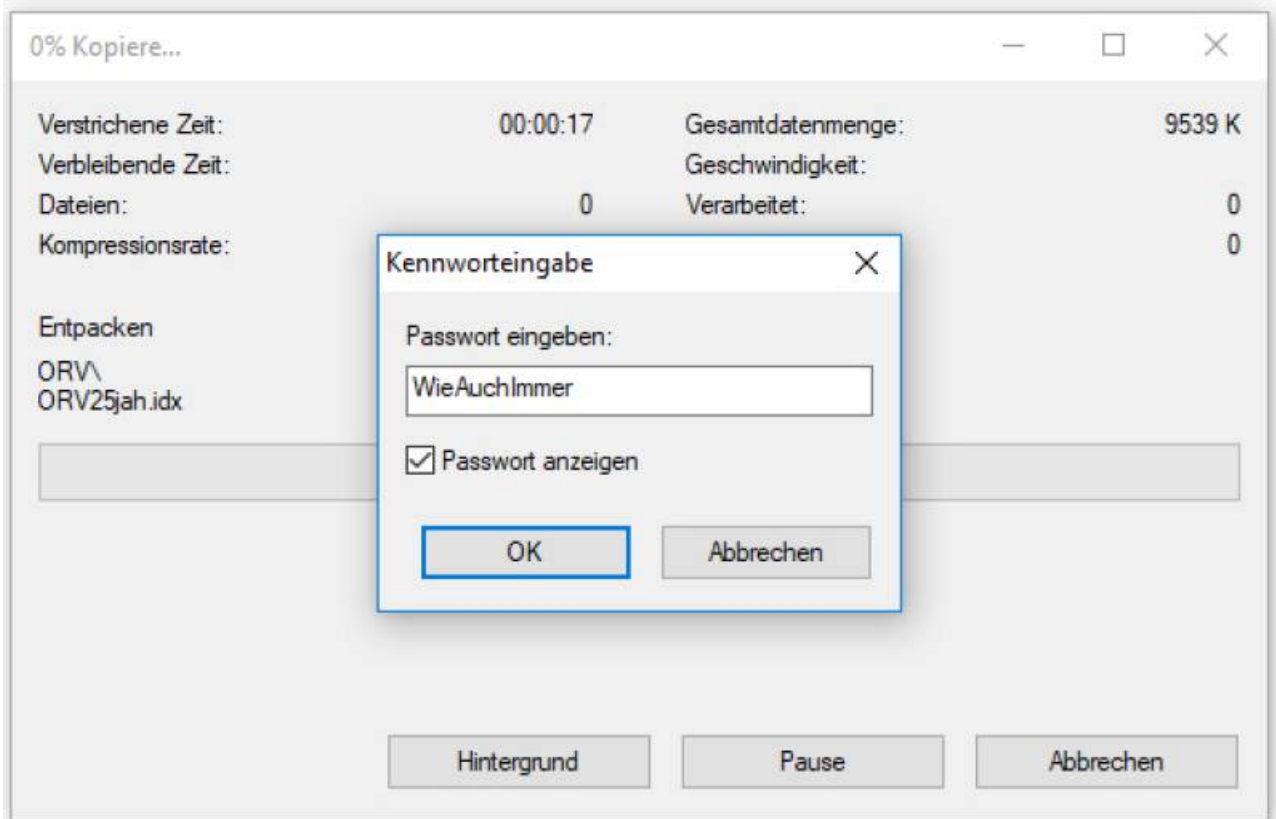 0% Kopiere...
Verstrichene Zeit: 00:00:17 Gesamtdatenmenge: 9539 K
Verbleibende Zeit: Geschwindigkeit:
Dateien: 0 Verarbeitet: 0
Kompressionsrate: 0
Kennworteingabe
Entpacken
Passwort eingeben:
ORV\
ORV25jah.idx
WieAuchImmer
Passwort anzeigen
OK Abbrechen
Hintergrund Pause Abbrechen